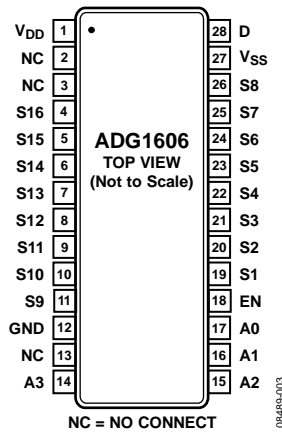 VDD 1 28 D
NC 2 27 VSS
NC 3 26 S8
S16 4 25 S7
S15 5 ADG1606 24 S6
S14 6 TOP VIEW 23 S5
S13 7 (Not to Scale) 22 S4
S12 8 21 S3
S11 9 20 S2
S10 10 19 S1
S9 11 18 EN
GND 12 17 A0
NC 13 16 A1
A3 14 15 A2
NC = NO CONNECT
08489-003